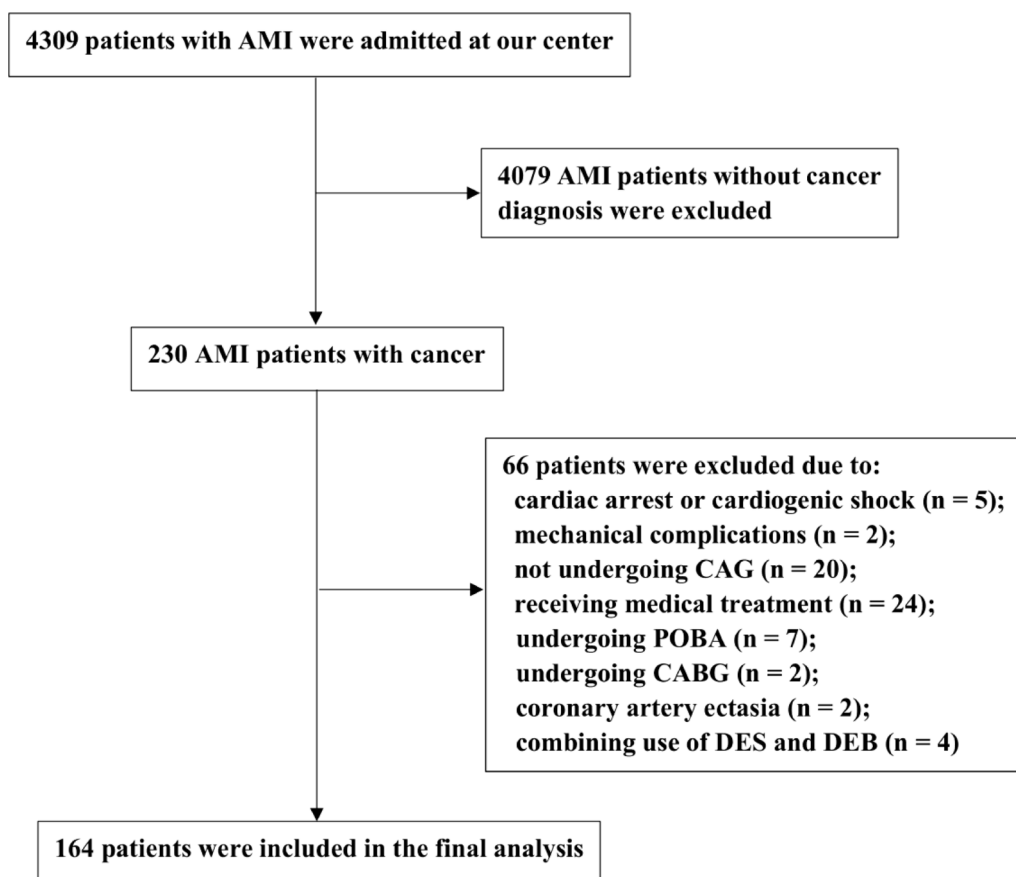 4309 patients with AMI were admitted at our center
4079 AMI patients without cancer
diagnosis were excluded
230 AMI patients with cancer
66 patients were excluded due to:
cardiac arrest or cardiogenic shock (n = 5);
mechanical complications (n = 2);
not undergoing CAG (n = 20);
receiving medical treatment (n = 24);
undergoing POBA (n = 7);
undergoing CABG (n = 2);
coronary artery ectasia (n = 2);
combining use of DES and DEB (n = 4)
164 patients were included in the final analysis